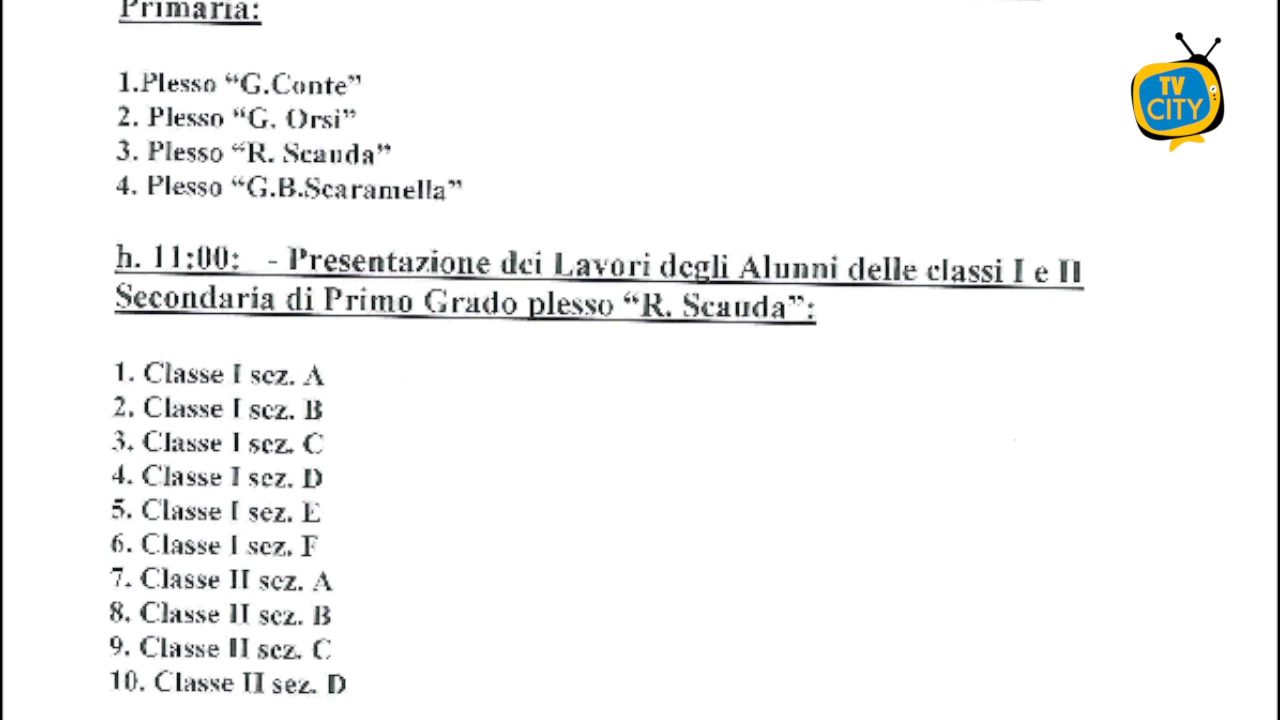 Primaria:
1.Plesso “G.Conte”
2. Plesso “G. Orsi”
3. Plesso “R. Scauda”
4. Plesso “G.B.Scaramella”
h. 11:00: - Presentazione dei Lavori degli Alunni delle classi I e II
Secondaria di Primo Grado plesso “R. Scauda”:
1. Classe I sez. A
2. Classe I sez. B
3. Classe I sez. C
4. Classe I sez. D
5. Classe I sez. E
6. Classe I sez. F
7. Classe II sez. A
8. Classe II sez. B
9. Classe II sez. C
10. Classe II sez. D
TV
CITY